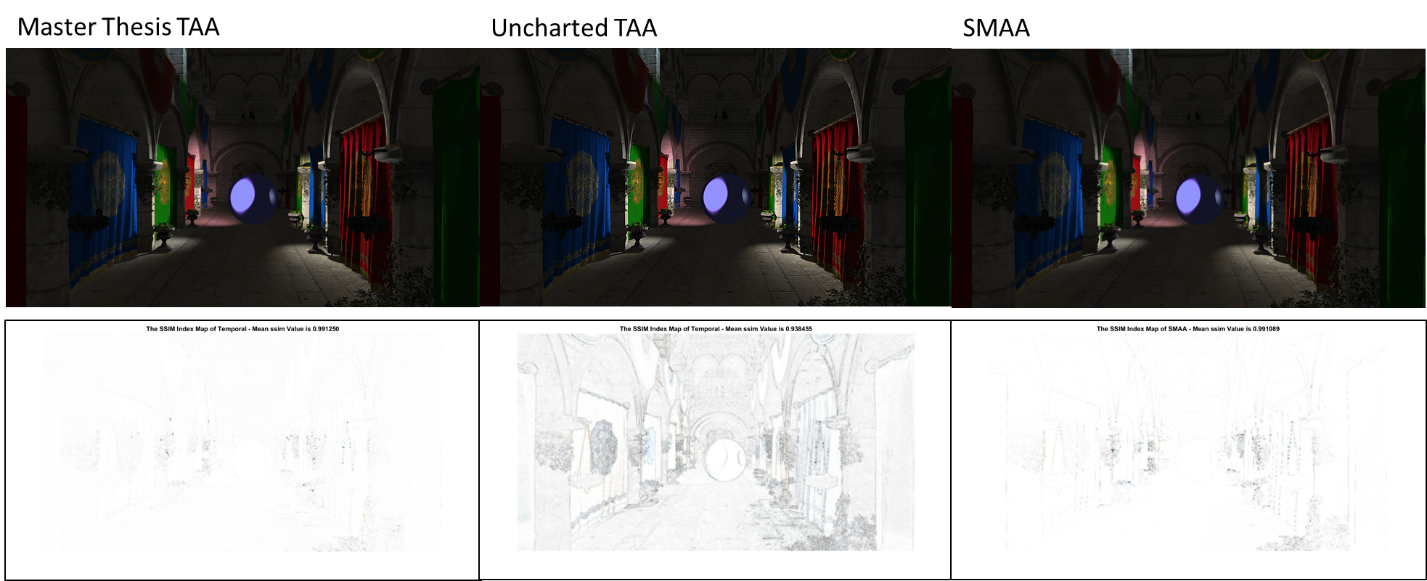 Master Thesis TAA
Uncharted TAA
SMAA
The SSIM Index Map of Temporal - Mean ssim Value is 0.991250
The SSIM Index Map of Temporal - Mean ssim Value is 0.938455
The SSIM Index Map of SMAA - Mean ssim Value is 0.991089